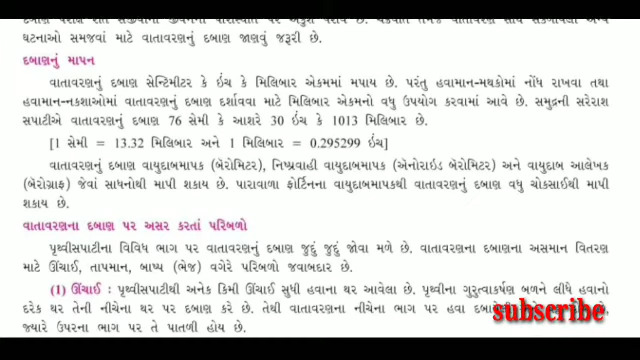 ઘટનાઓ સમજવાં માટે વાતાવરણનું દબાણ જાણવું જરૂરી છે.
દબાણનું માપન
વાતાવરણનું દબાણ સેન્ટિમીટર કે ઇંચ કે મિલિબાર એકમમાં મપાય છે. પરંતુ હવામાન-મથકોમાં નોંધ રાખવા તથા
હવામાન-નકશાઓમાં વાતાવરણનું દબાણ દર્શાવવા માટે મિલિબાર એકમનો વધુ ઉપયોગ કરવામાં આવે છે. સમુદ્રની સરેરાશ
સપાટીએ વાતાવરણનું દબાણ 76 સેમી કે આશરે 30 ઇંચ કે 1013 મિલિબાર છે.
[1 સેમી = 13.32 મિલિબાર અને 1 મિલિબાર = 0.295299 ઇંચ]
વાતાવરણનું દબાણ વાયુદાબમાપક (બૅરોમિટર), નિષ્પ્રવાહી વાયુદાબમાપક (ઍનોરાઇડ બૅરોમિટર) અને વાયુદાબ આલેખક
(બૅરોગ્રાફ) જેવાં સાધનોથી માપી શકાય છે. પારાવાળા ફોર્ટિનના વાયુદાબમાપકથી વાતાવરણનું દબાણ વધુ ચોકસાઈથી માપી
શકાય છે.
વાતાવરણના દબાણ પર અસર કરતાં પરિબળો
પૃથ્વીસપાટીના વિવિધ ભાગ પર વાતાવરણનું દબાણ જુદું જુદું જોવા મળે છે. વાતાવરણના દબાણના અસમાન વિતરણ
માટે ઊંચાઈ, તાપમાન, બાષ્પ (ભેજ) વગેરે પરિબળો જવાબદાર છે.
(1) ઊંચાઈ : પૃથ્વીસપાટીથી અનેક કિમી ઊંચાઈ સુધી હવાના થર આવેલા છે. પૃથ્વીના ગુરુત્વાકર્ષણ બળને લીધે હવાનો
દરેક થર તેની નીચેના થર પર દબાણ કરે છે. તેથી વાતાવરણના નીચેના ભાગ પર હવા
subscribe
જ્યારે ઉપરના ભાગ પર તે પાતળી હોય છે.